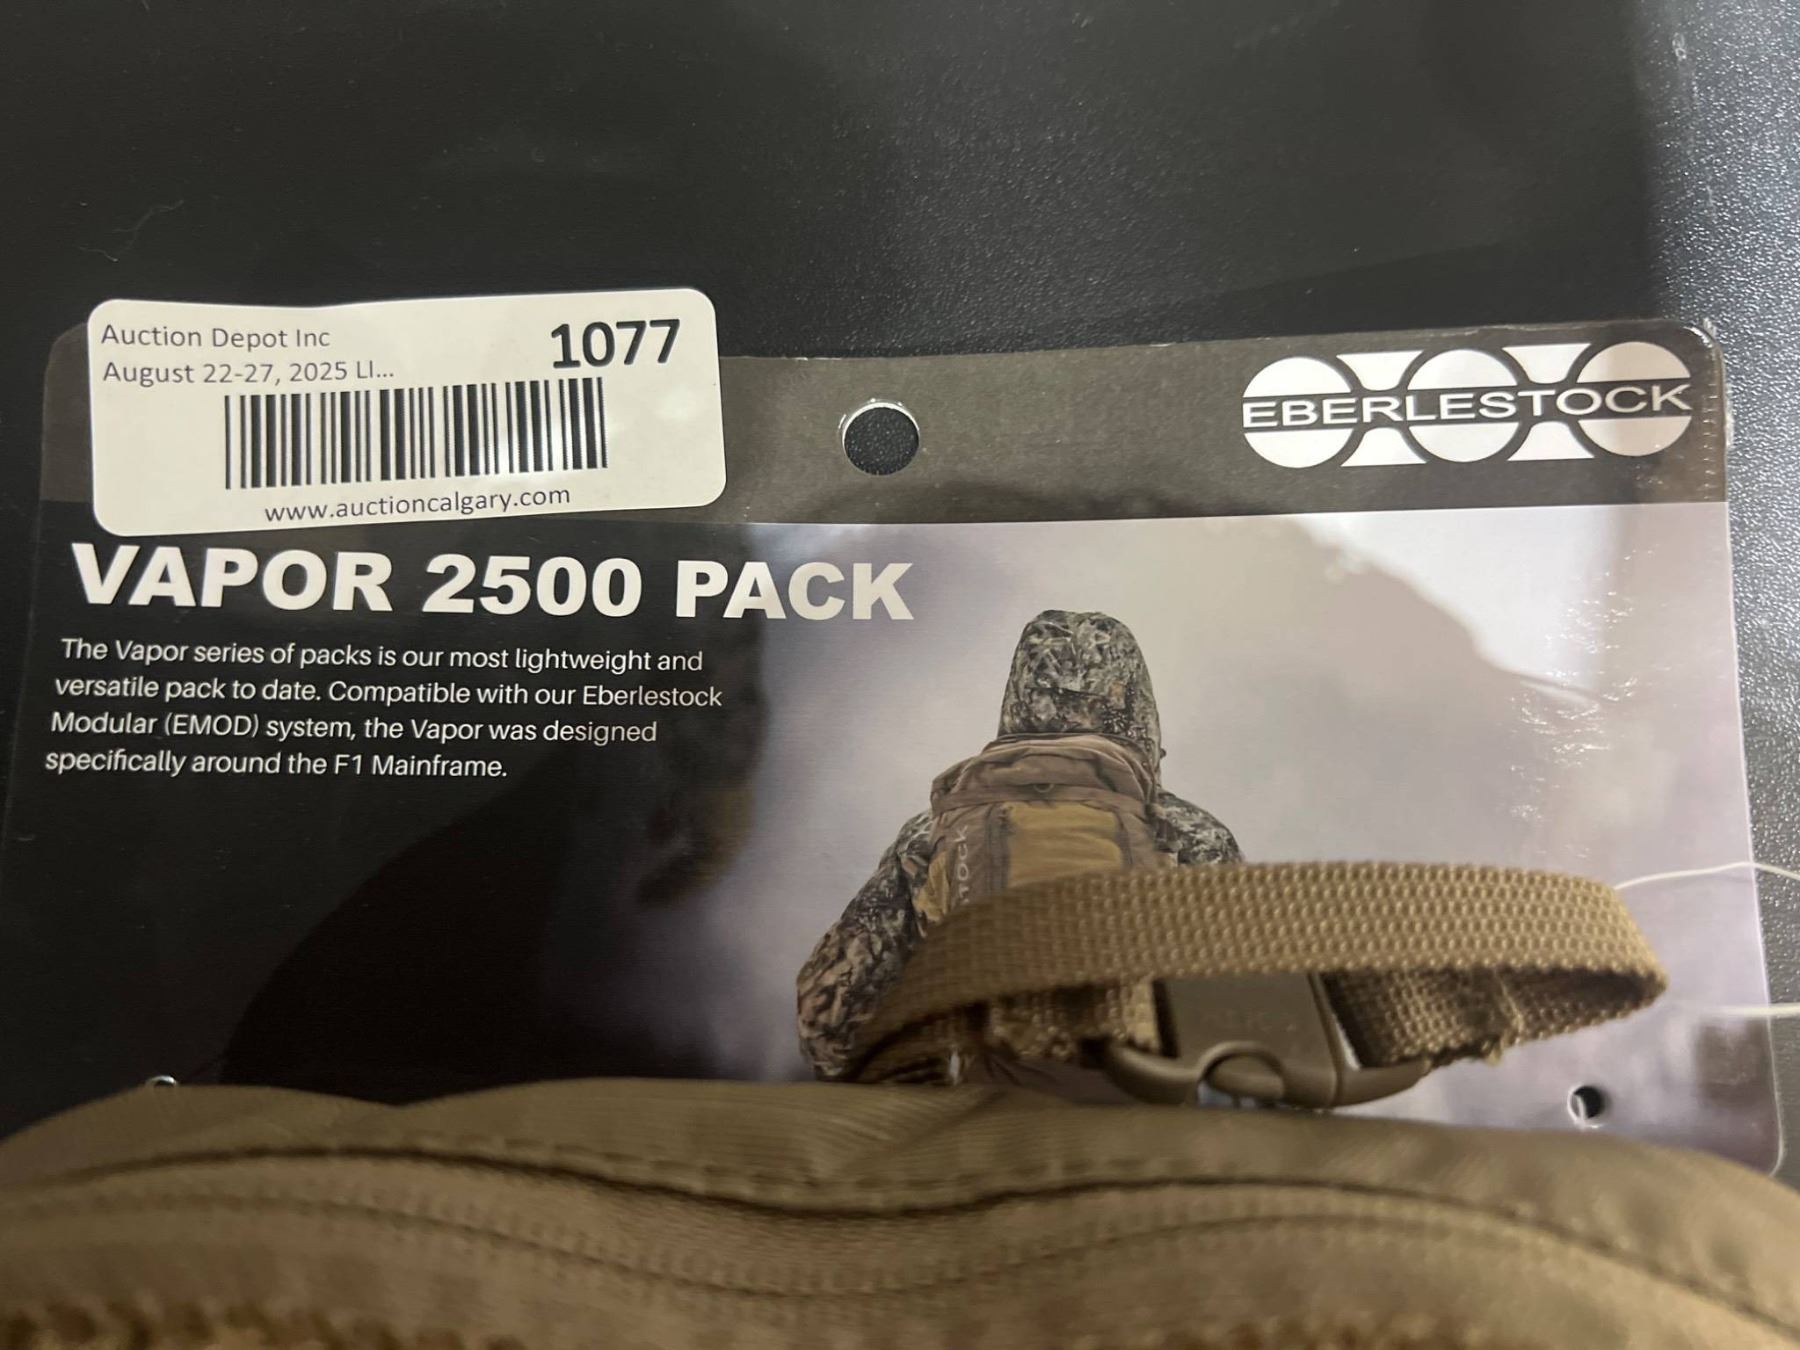 Auction Depot Inc
1077
August 22-27, 2025 LI...
www.auctioncalgary.com
EBERLESTOCK
VAPOR 2500 PACK
The Vapor series of packs is our most lightweight and
versatile pack to date. Compatible with our Eberlestock
Modular (EMOD) system, the Vapor was designed
specifically around the F1 Mainframe.
TOCK